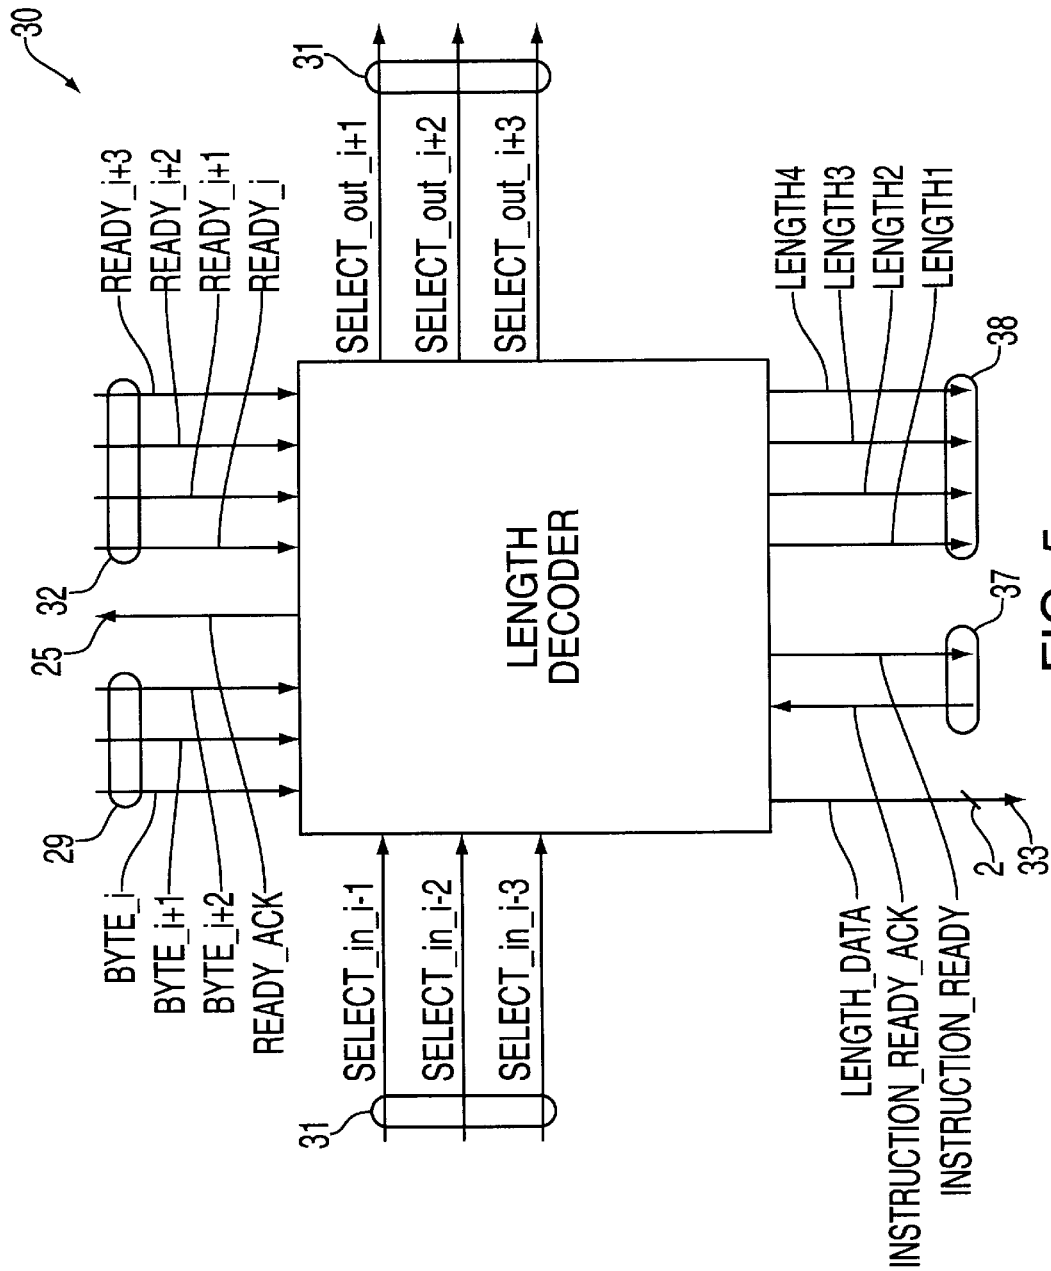 30
READY_i+3
READY_i+2
READY_i+1
READY_i
32
25
29
BYTE_i
BYTE_i+1
BYTE_i+2
READY_ACK
31
SELECT_out_i+1
SELECT_out_i+2
SELECT_out_i+3
LENGTH
DECODER
31
SELECT_in_i-1
SELECT_in_i-2
SELECT_in_i-3
LENGTH4
LENGTH3
LENGTH2
LENGTH1
38
37
2
33
LENGTH_DATA
INSTRUCTION_READY_ACK
INSTRUCTION_READY